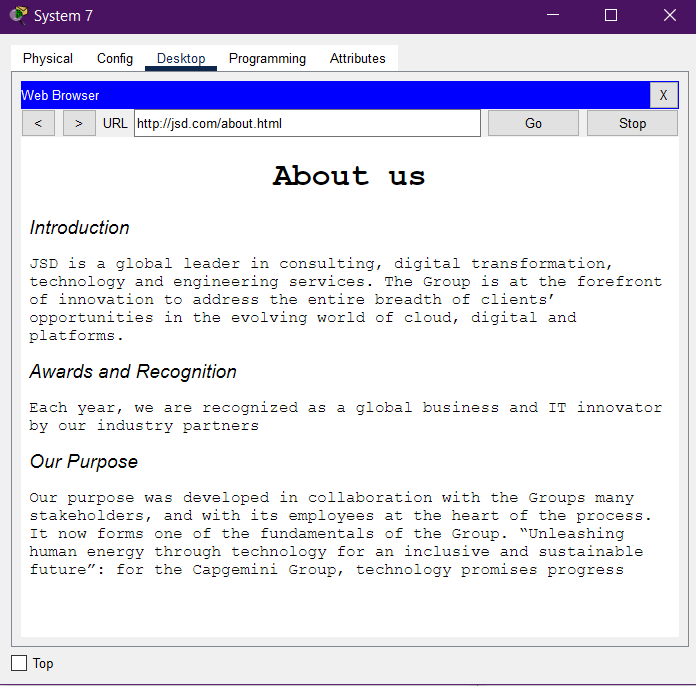 System 7
Physical Config Desktop Programming Attributes
Web Browser X
< > URL http://jsd.com/about.html Go Stop
About us
Introduction
JSD is a global leader in consulting, digital transformation,
technology and engineering services. The Group is at the forefront
of innovation to address the entire breadth of clients’
opportunities in the evolving world of cloud, digital and
platforms.
Awards and Recognition
Each year, we are recognized as a global business and IT innovator
by our industry partners
Our Purpose
Our purpose was developed in collaboration with the Groups many
stakeholders, and with its employees at the heart of the process.
It now forms one of the fundamentals of the Group. “Unleashing
human energy through technology for an inclusive and sustainable
future”: for the Capgemini Group, technology promises progress
Top